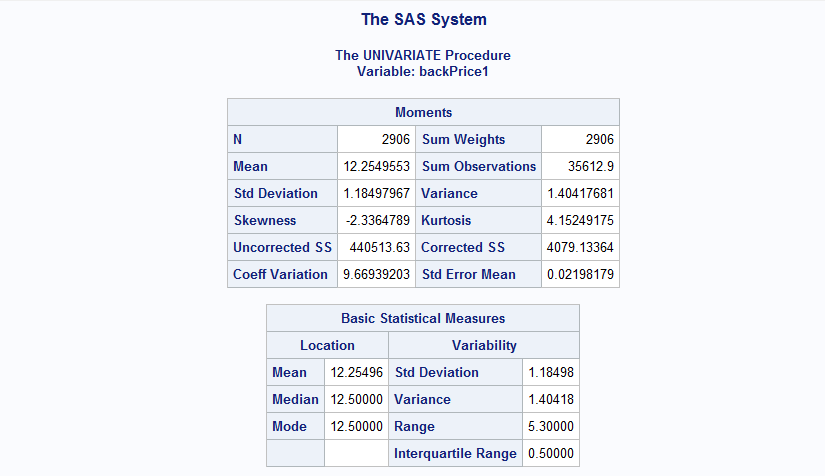 The SAS System
The UNIVARIATE Procedure
Variable: backPrice1
Moments
N 2906 Sum Weights 2906
Mean 12.2549553 Sum Observations 35612.9
Std Deviation 1.18497967 Variance 1.40417681
Skewness -2.3364789 Kurtosis 4.15249175
Uncorrected SS 440513.63 Corrected SS 4079.13364
Coeff Variation 9.66939203 Std Error Mean 0.02198179
Basic Statistical Measures
Location Variability
Mean 12.25496 Std Deviation 1.18498
Median 12.50000 Variance 1.40418
Mode 12.50000 Range 5.30000
Interquartile Range 0.50000